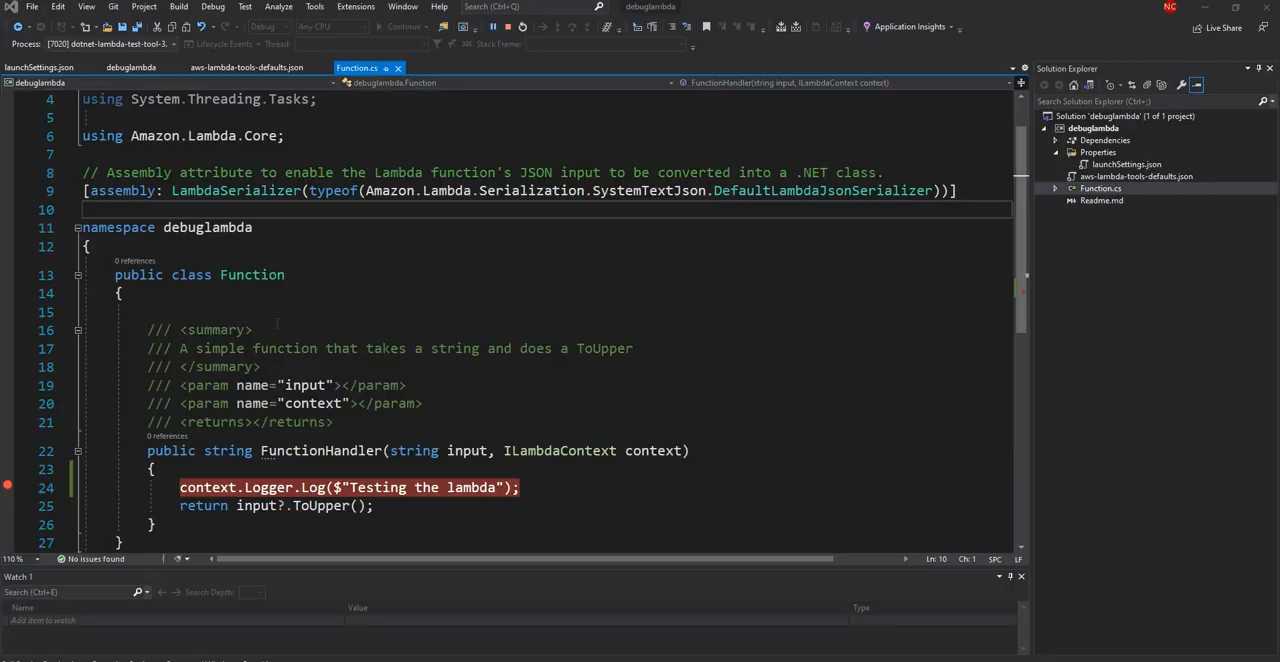 File Edit View Git Project Build Debug Test Analyze Tools Extensions Window Help Search (Ctrl+Q) debuglambda NC
Debug Any CPU Continue Application Insights Live Share
Process: [7020] dotnet-lambda-test-tool-3. Lifecycle Events Thread: Stack Frame:
launchSettings.json debuglambda aws-lambda-tools-defaults.json Function.cs
debuglambda debuglambda.Function FunctionHandler(string input, ILambdaContext context)
4 using System.Threading.Tasks;
5
6 using Amazon.Lambda.Core;
7
8 // Assembly attribute to enable the Lambda function's JSON input to be converted into a .NET class.
9 [assembly: LambdaSerializer(typeof(Amazon.Lambda.Serialization.SystemTextJson.DefaultLambdaJsonSerializer))]
10
11 namespace debuglambda
12 {
0 references
13 public class Function
14 {
15
16 /// <summary>
17 /// A simple function that takes a string and does a ToUpper
18 /// </summary>
19 /// <param name="input"></param>
20 /// <param name="context"></param>
21 /// <returns></returns>
0 references
22 public string FunctionHandler(string input, ILambdaContext context)
23 {
24 context.Logger.Log($"Testing the lambda");
25 return input?.ToUpper();
26 }
27 }
110 % No issues found Ln: 10 Ch: 1 SPC LF
Watch 1
Search (Ctrl+E) Search Depth:
Name Value Type
Add item to watch
Solution Explorer
Search Solution Explorer (Ctrl+;)
Solution 'debuglambda' (1 of 1 project)
debuglambda
Dependencies
Properties
launchSettings.json
aws-lambda-tools-defaults.json
Function.cs
Readme.md